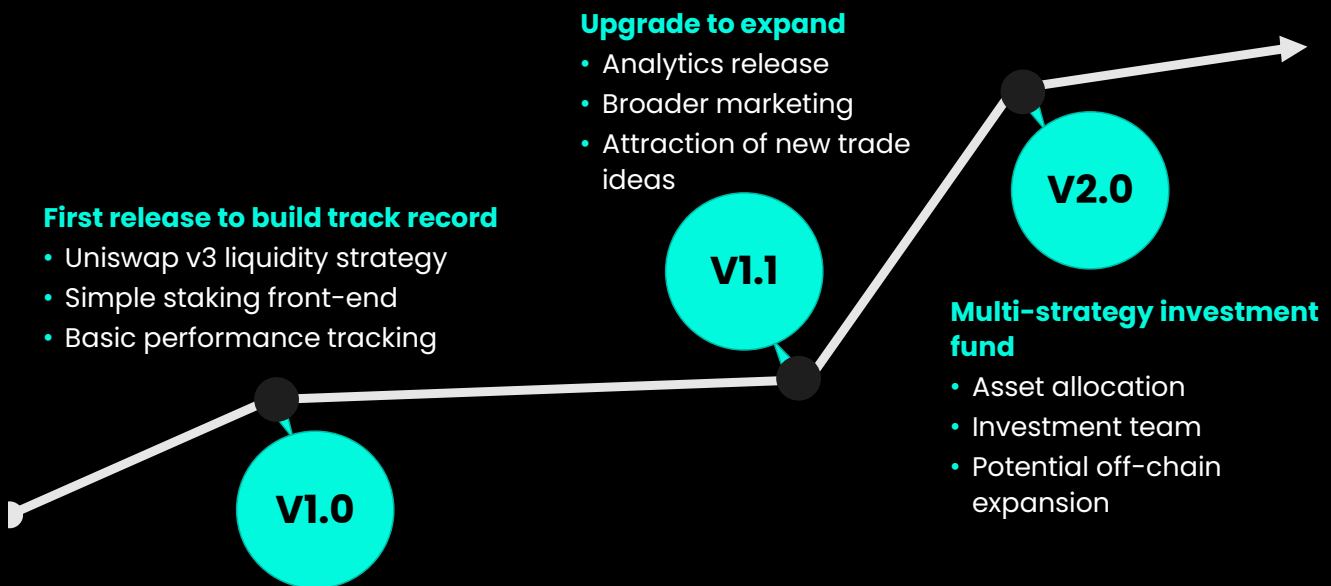 First release to build track record
• Uniswap v3 liquidity strategy
• Simple staking front-end
• Basic performance tracking
V1.0
Upgrade to expand
• Analytics release
• Broader marketing
• Attraction of new trade
ideas
V1.1
V2.0
Multi-strategy investment
fund
• Asset allocation
• Investment team
• Potential off-chain
expansion